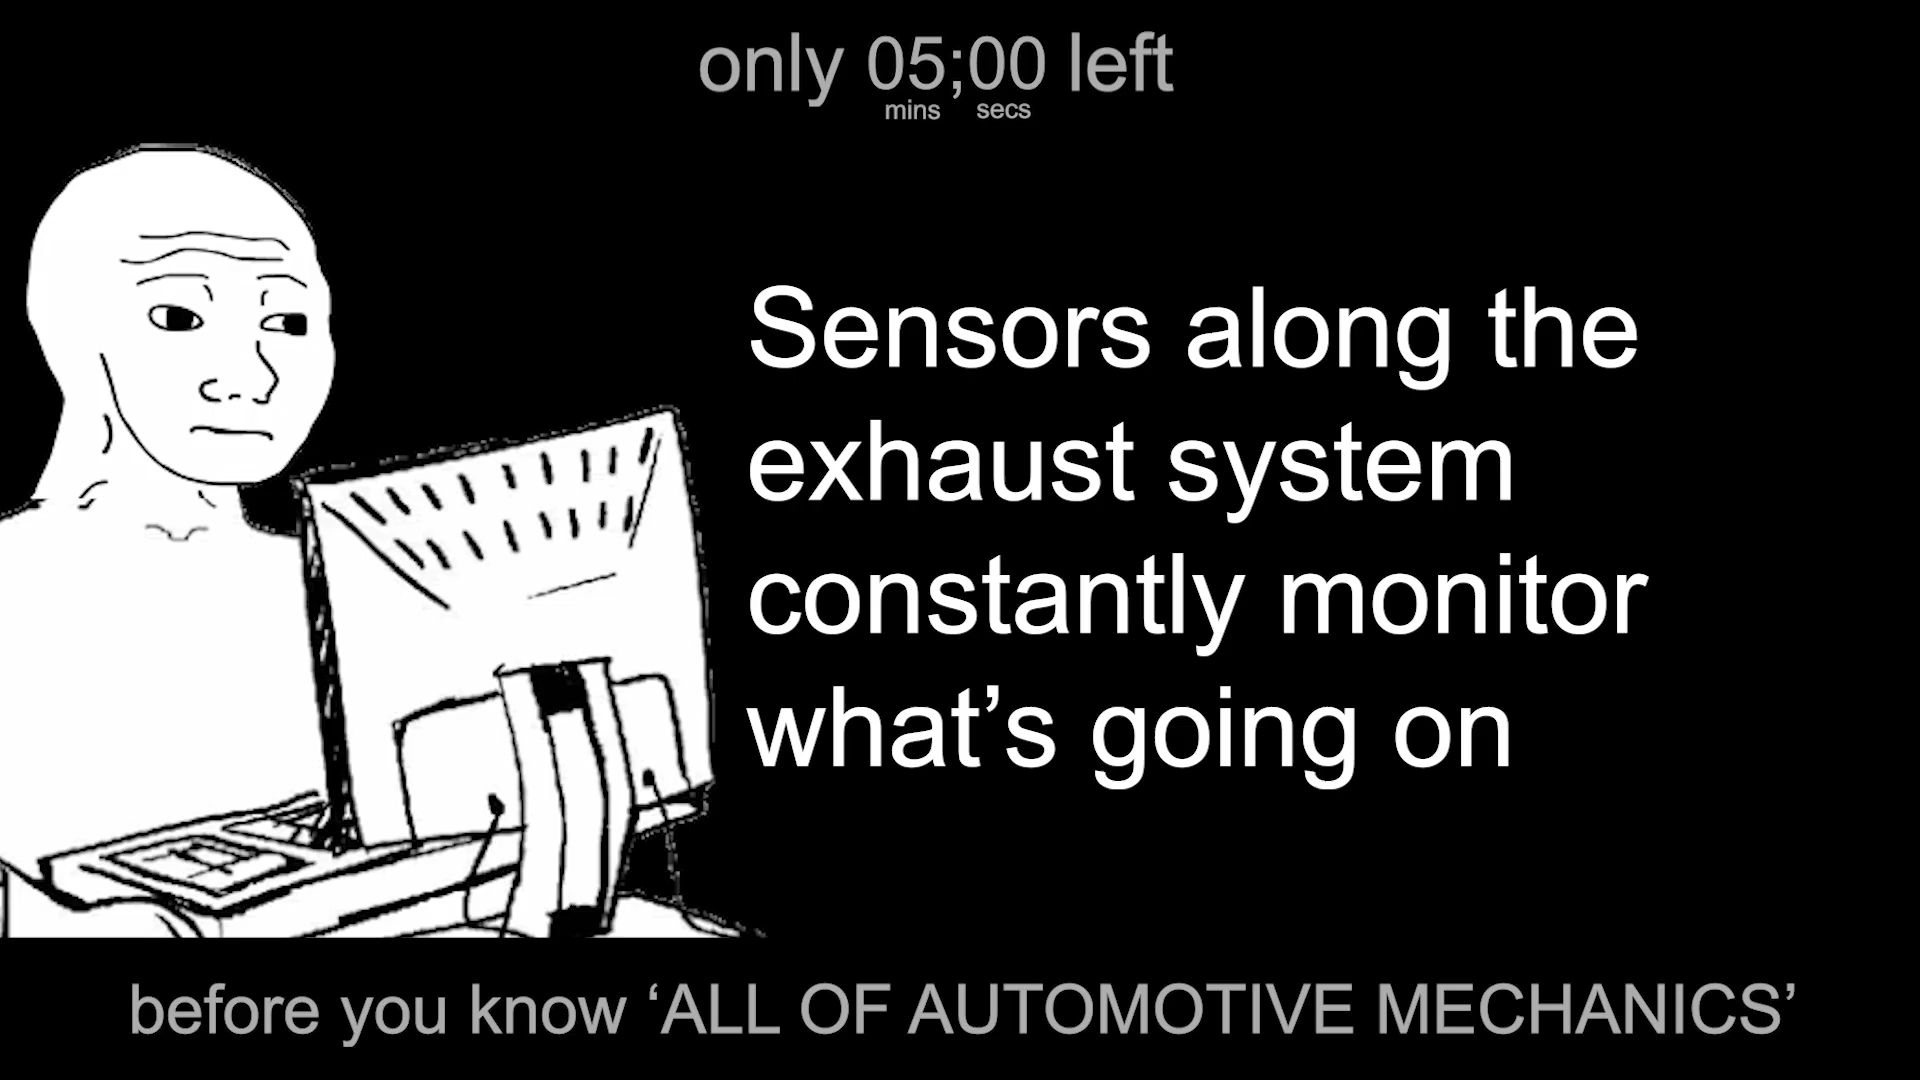 only 05;00 left
mins secs
Sensors along the
exhaust system
constantly monitor
what’s going on
before you know ‘ALL OF AUTOMOTIVE MECHANICS’